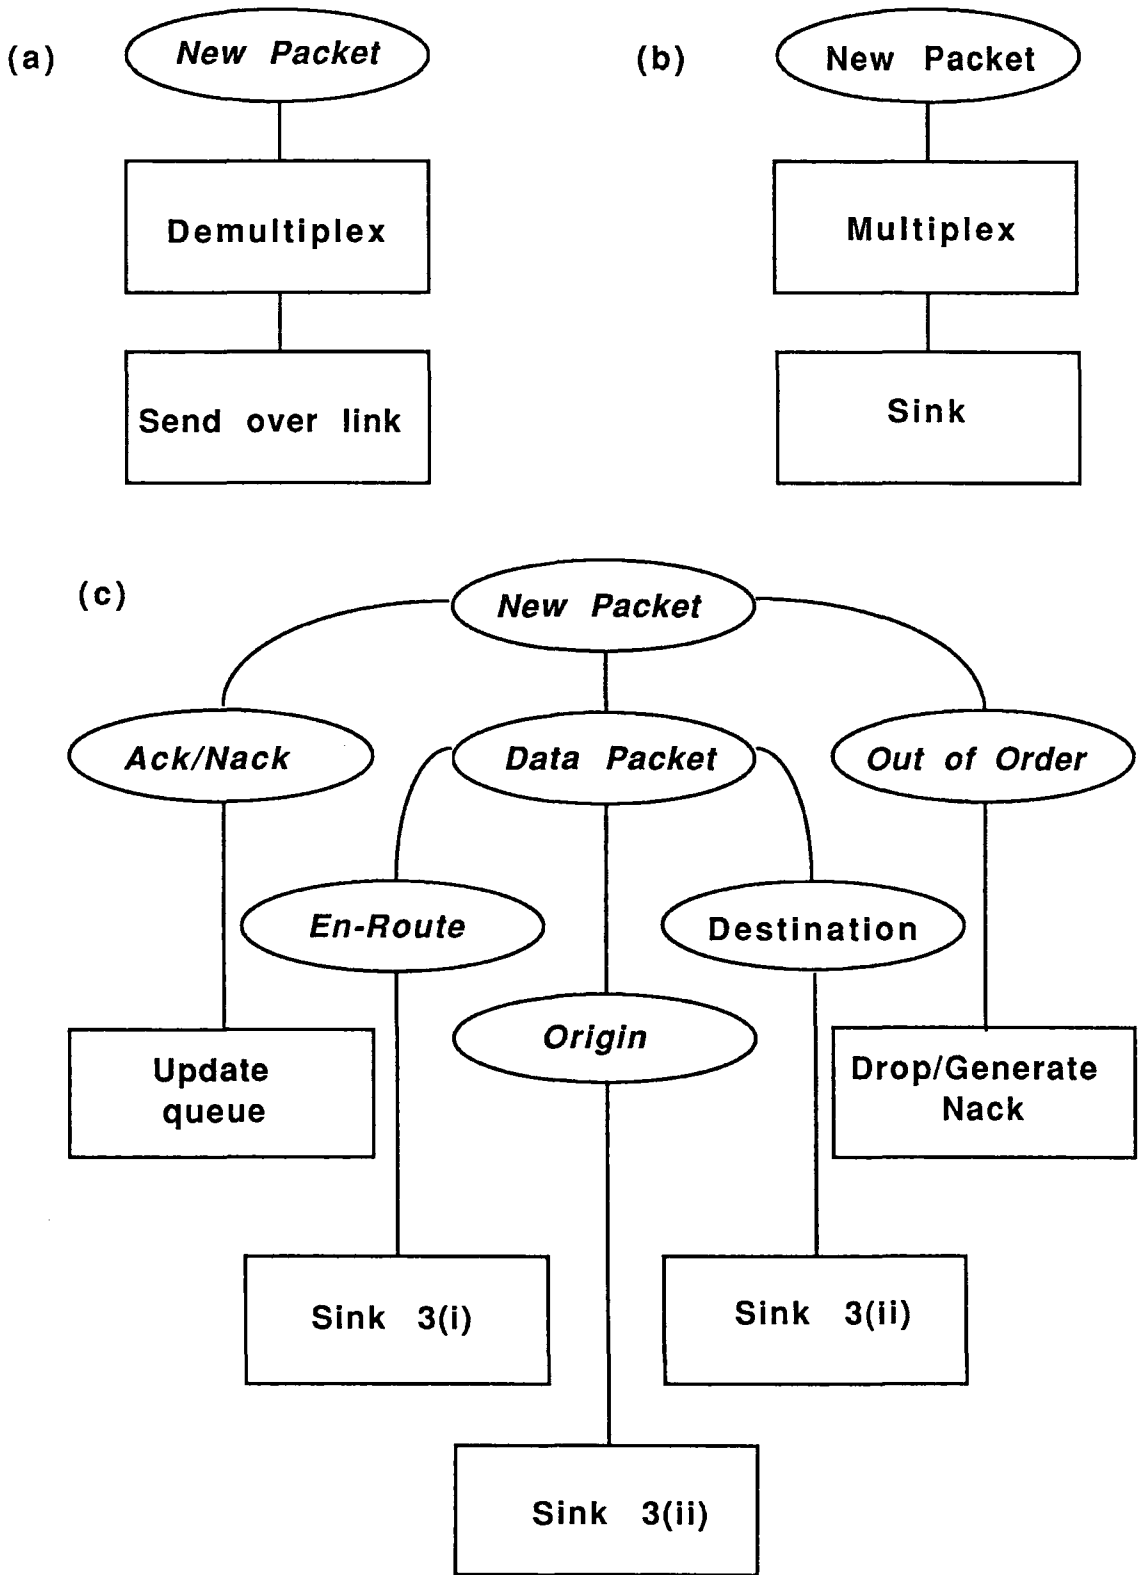 (a)
New Packet
Demultiplex
Send over link
(b)
New Packet
Multiplex
Sink
(c)
New Packet
Ack/Nack
Data Packet
Out of Order
En-Route
Destination
Origin
Update
queue
Drop/Generate
Nack
Sink 3(i)
Sink 3(ii)
Sink 3(ii)